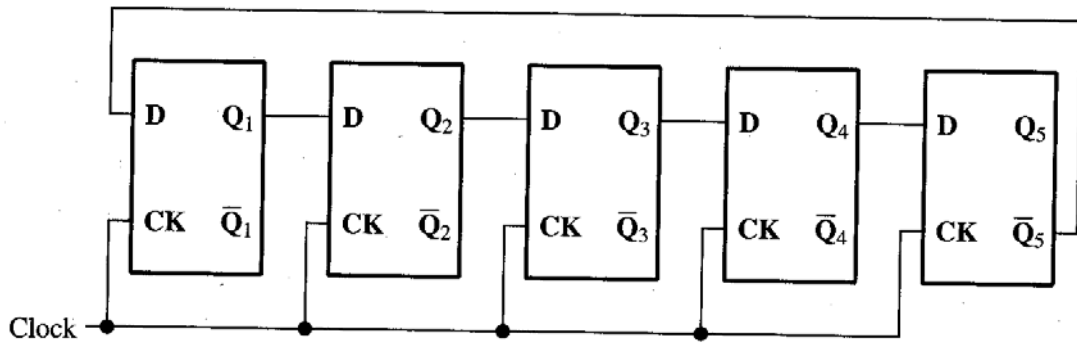 D Q₁ D Q₂ D Q₃ D Q₄ D Q₅
CK Q̅₁ CK Q̅₂ CK Q̅₃ CK Q̅₄ CK Q̅₅
Clock